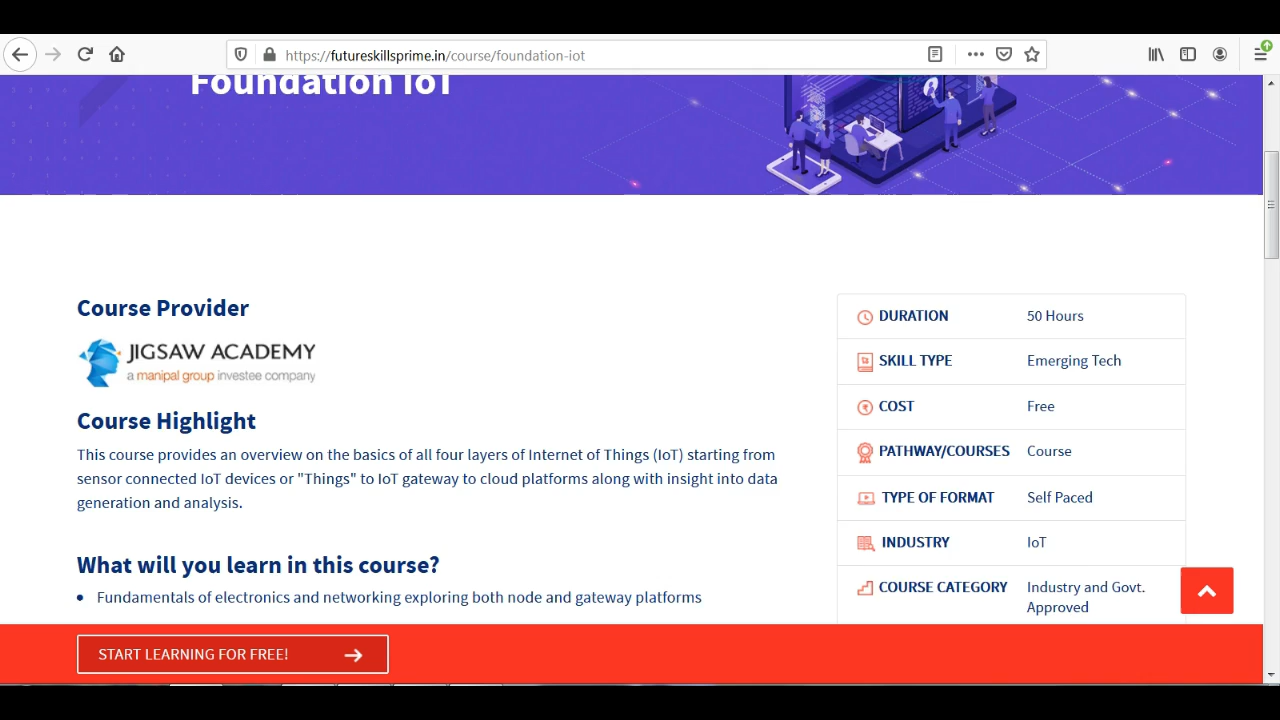 https://futureskillsprime.in/course/foundation-iot
Foundation IoT
Course Provider
JIGSAW ACADEMY
a manipal group investee company
Course Highlight
This course provides an overview on the basics of all four layers of Internet of Things (IoT) starting from
sensor connected IoT devices or "Things" to IoT gateway to cloud platforms along with insight into data
generation and analysis.
What will you learn in this course?
Fundamentals of electronics and networking exploring both node and gateway platforms
DURATION 50 Hours
SKILL TYPE Emerging Tech
COST Free
PATHWAY/COURSES Course
TYPE OF FORMAT Self Paced
INDUSTRY IoT
COURSE CATEGORY Industry and Govt.
Approved
START LEARNING FOR FREE!